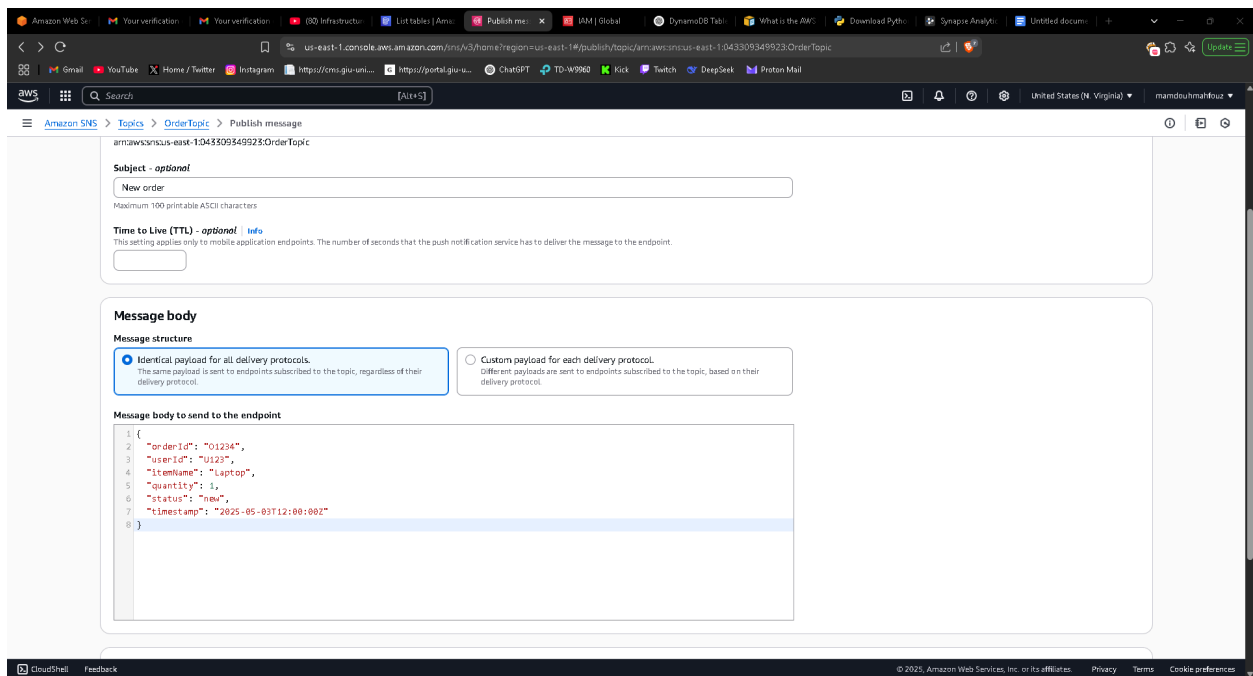 Amazon Web Se
Your verification
Your verification
(80) Infrastructur
List tables | Ama
Publish mes
IAM | Global
DynamoDB Table
What is the AWS
Download Pytho
Synapse Analytic
Untitled docume
us-east-1.console.aws.amazon.com/sns/v3/home?region=us-east-1#/publish/topic/arn:aws:sns:us-east-1:043309349923:OrderTopic
Update
Gmail
YouTube
Home / Twitter
Instagram
https://cms.giu-uni....
https://portal.giu-u...
ChatGPT
TD-W9960
Kick
Twitch
DeepSeek
Proton Mail
aws
Search
[Alt+S]
United States (N. Virginia)
mamdouhmahfouz
Amazon SNS > Topics > OrderTopic > Publish message
arn:aws:sns:us-east-1:043309349923:OrderTopic
Subject - optional
New order
Maximum 100 printable ASCII characters
Time to Live (TTL) - optional | Info
This setting applies only to mobile application endpoints. The number of seconds that the push notification service has to deliver the message to the endpoint.
Message body
Message structure
Identical payload for all delivery protocols.
The same payload is sent to endpoints subscribed to the topic, regardless of their
delivery protocol.
Custom payload for each delivery protocol.
Different payloads are sent to endpoints subscribed to the topic, based on their
delivery protocol.
Message body to send to the endpoint
1 {
2 "orderId": "O1234",
3 "userId": "U123",
4 "itemName": "Laptop",
5 "quantity": 1,
6 "status": "new",
7 "timestamp": "2025-05-03T12:00:00Z"
8 }
CloudShell
Feedback
© 2025, Amazon Web Services, Inc. or its affiliates.
Privacy
Terms
Cookie preferences